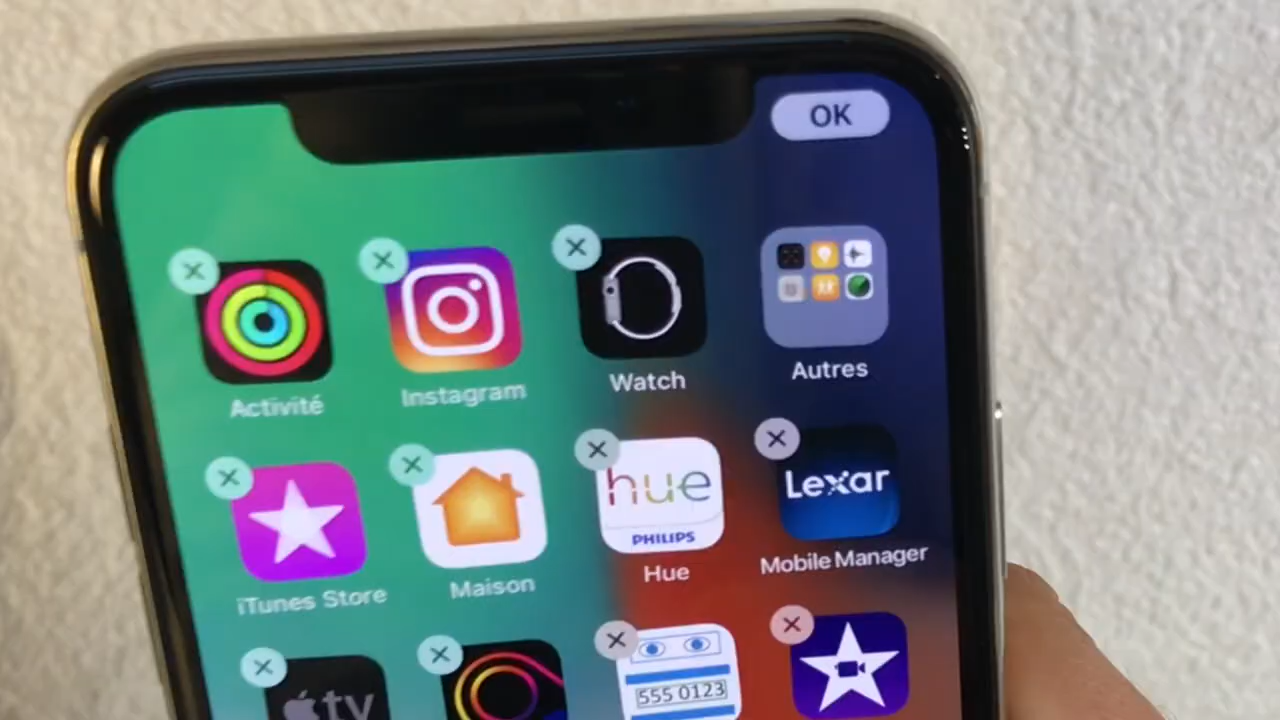 OK
Activité
Instagram
Watch
Autres
hue
PHILIPS
Lexar
iTunes Store
Maison
Hue
Mobile Manager
tv
555 0123